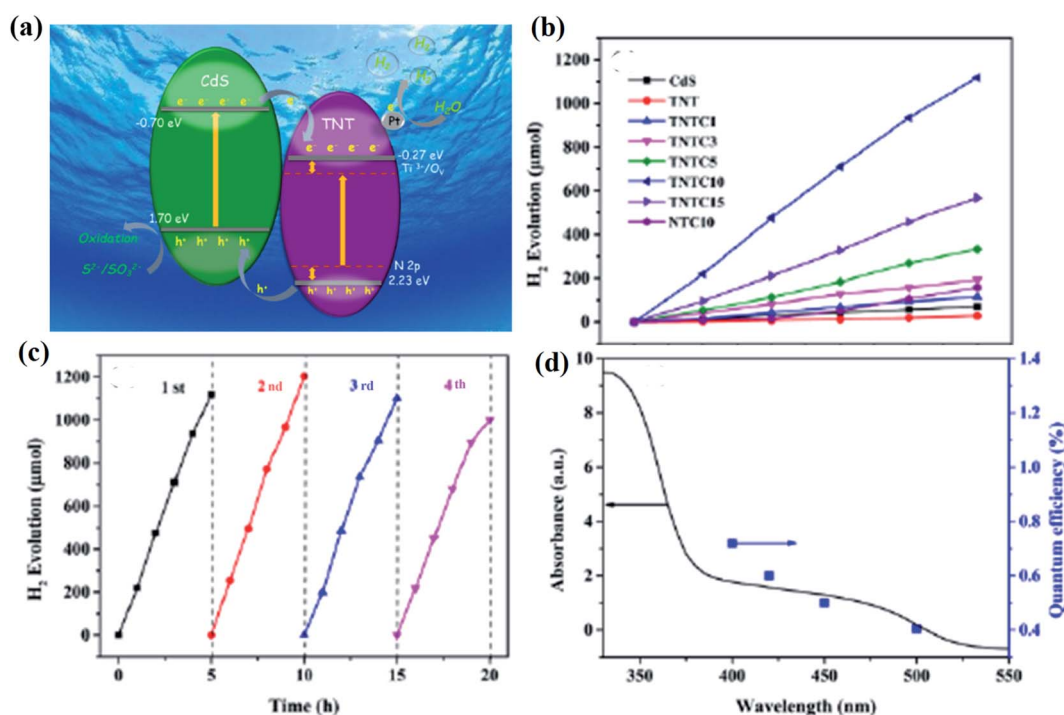 (a)
CdS
e⁻ e⁻ e⁻ e⁻
-0.70 eV
e⁻
TNT
H₂
H₂
H₂
e⁻
Pt
H₂O
e⁻ e⁻ e⁻ e⁻
-0.27 eV
Ti³⁺/Oᵥ
1.70 eV
h⁺ h⁺ h⁺ h⁺
Oxidation
S²⁻/SO₃²⁻
h⁺
N 2p
2.23 eV
h⁺ h⁺ h⁺ h⁺
(b)
H₂ Evolution (μmol)
1200
1000
800
600
400
200
0
CdS
TNT
TNTC1
TNTC3
TNTC5
TNTC10
TNTC15
NTC10
(c)
H₂ Evolution (μmol)
1200
1000
800
600
400
200
0
1 st
2 nd
3 rd
4 th
0 5 10 15 20
Time (h)
(d)
Absorbance (a.u.)
10
8
6
4
2
0
1.4
1.2
1.0
0.8
0.6
0.4
Quantum efficiency (%)
350 400 450 500 550
Wavelength (nm)